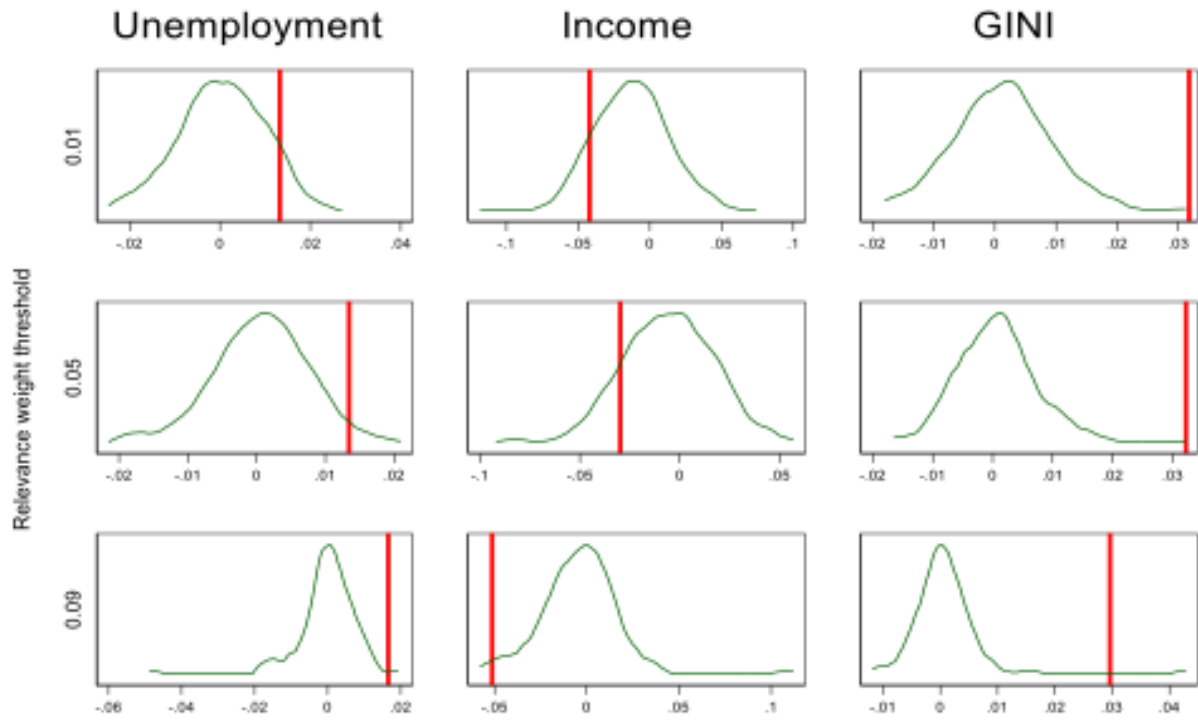 Unemployment Income GINI
Relevance weight threshold
0.01
-.02 0 .02 .04
-.1 -.05 0 .05 .1
-.02 -.01 0 .01 .02 .03
0.05
-.02 -.01 0 .01 .02
-.1 -.05 0 .05
-.02 -.01 0 .01 .02 .03
0.09
-.06 -.04 -.02 0 .02
-.05 0 .05 .1
-.01 0 .01 .02 .03 .04